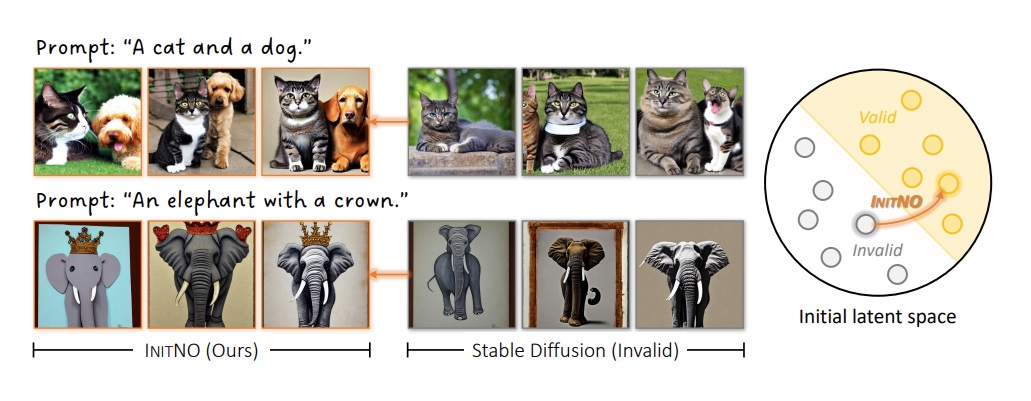 Prompt: “A cat and a dog.”
Prompt: “An elephant with a crown.”
INITNO (Ours)
Stable Diffusion (Invalid)
Valid
INITNO
Invalid
Initial latent space